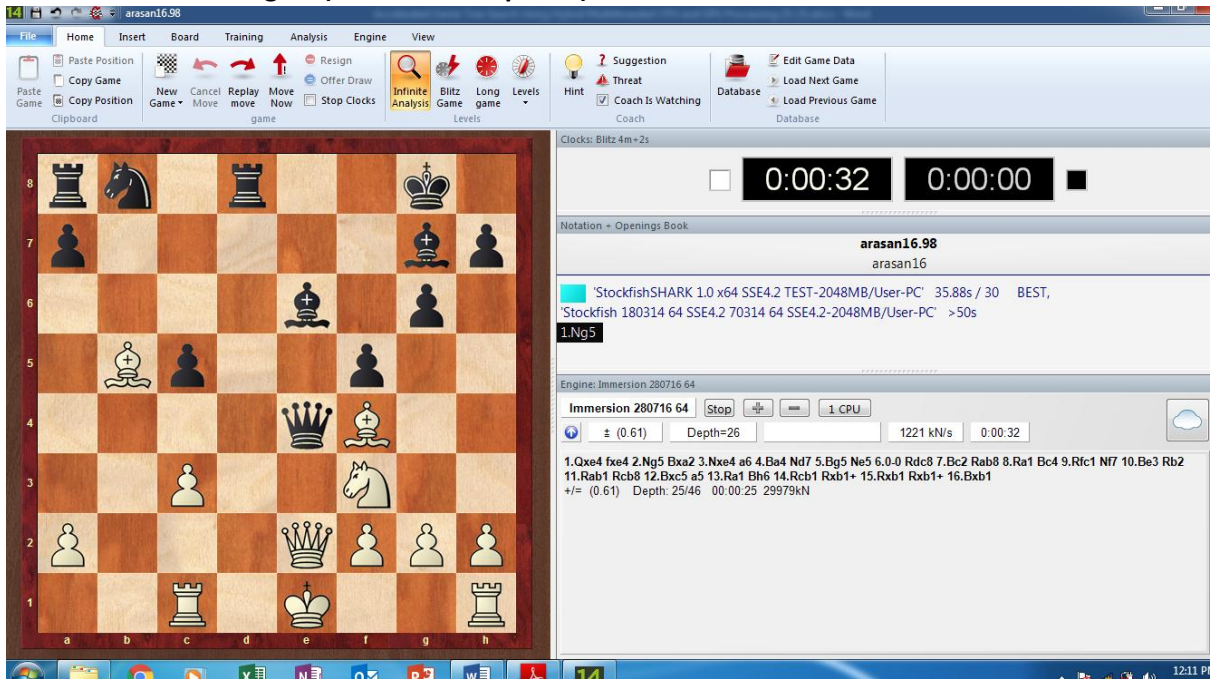 arasan16.98
File Home Insert Board Training Analysis Engine View
Paste Game
Paste Position
Copy Game
Copy Position
Clipboard
New Game
Cancel Move
Replay move
Move Now
Resign
Offer Draw
Stop Clocks
game
Infinite Analysis
Blitz Game
Long game
Levels
Levels
Hint
Suggestion
Threat
Coach Is Watching
Coach
Database
Edit Game Data
Load Next Game
Load Previous Game
Database
8
7
6
5
4
3
2
1
a b c d e f g h
Clocks: Blitz 4m+2s
0:00:32 0:00:00
Notation + Openings Book
arasan16.98
arasan16
'StockfishSHARK 1.0 x64 SSE4.2 TEST-2048MB/User-PC' 35.88s / 30 BEST,
'Stockfish 180314 64 SSE4.2 70314 64 SSE4.2-2048MB/User-PC' >50s
1.Ng5
Engine: Immersion 280716 64
Immersion 280716 64 Stop 1 CPU
± (0.61) Depth=26 1221 kN/s 0:00:32
1.Qxe4 fxe4 2.Ng5 Bxa2 3.Nxe4 a6 4.Ba4 Nd7 5.Bg5 Ne5 6.0-0 Rdc8 7.Bc2 Rab8 8.Ra1 Bc4 9.Rfc1 Nf7 10.Be3 Rb2
11.Rab1 Rcb8 12.Bxc5 a5 13.Ra1 Bh6 14.Rcb1 Rxb1+ 15.Rxb1 Rxb1+ 16.Bxb1
+/= (0.61) Depth: 25/46 00:00:25 29979kN
14
12:11 PM